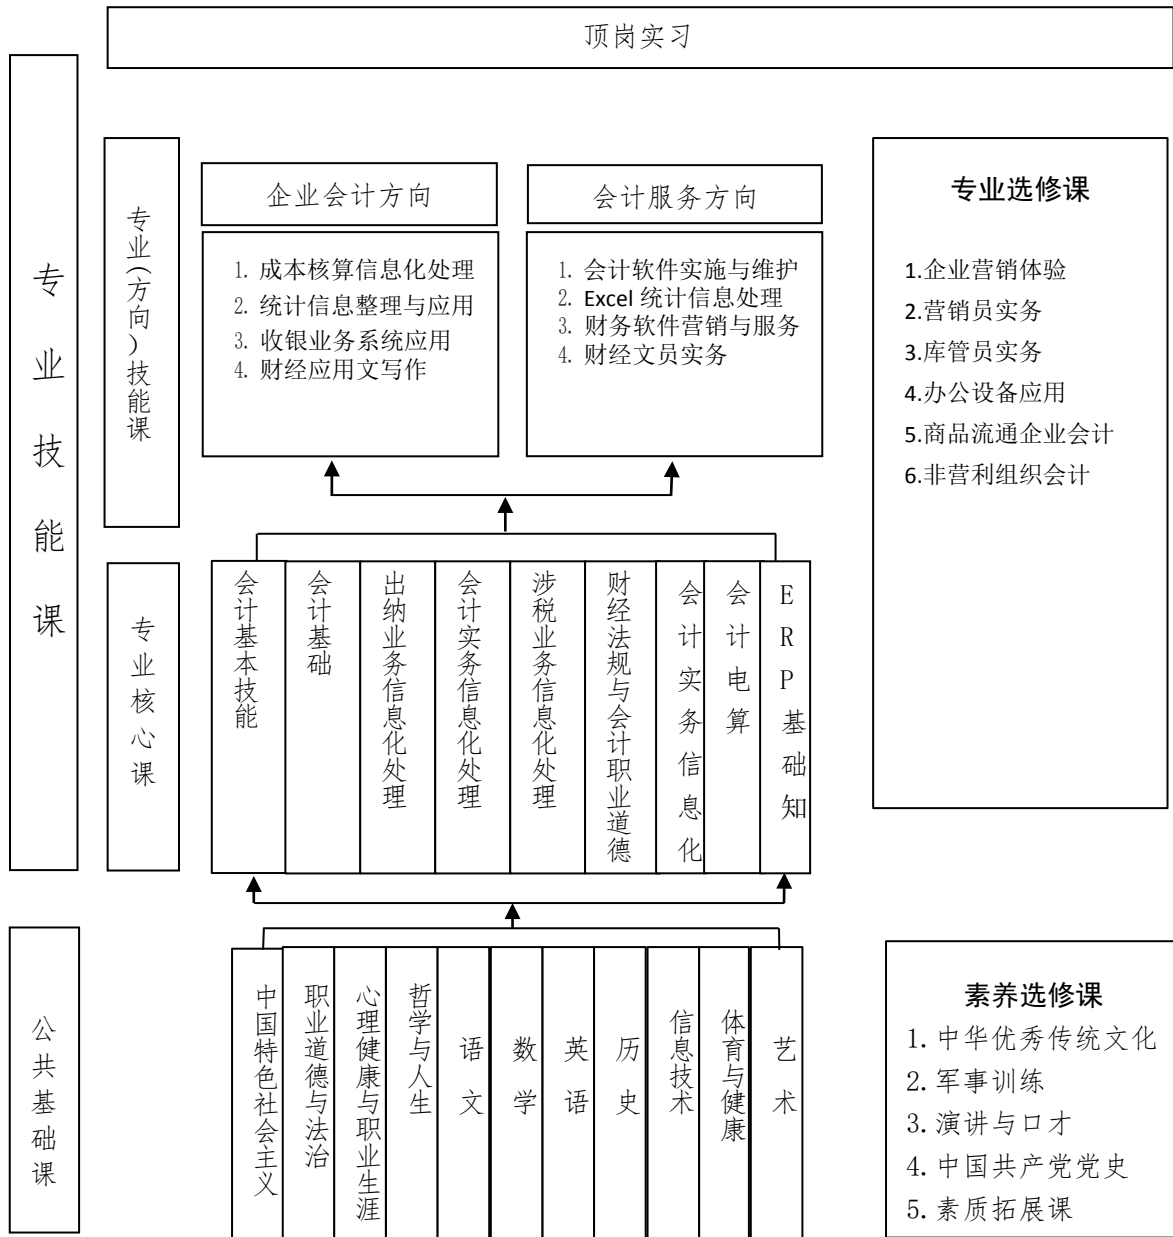 顶岗实习
专业技能课
专业(方向)技能课
企业会计方向
1. 成本核算信息化处理
2. 统计信息整理与应用
3. 收银业务系统应用
4. 财经应用文写作
会计服务方向
1. 会计软件实施与维护
2. Excel 统计信息处理
3. 财务软件营销与服务
4. 财经文员实务
专业选修课
1.企业营销体验
2.营销员实务
3.库管员实务
4.办公设备应用
5.商品流通企业会计
6.非营利组织会计
专业核心课
会计基本技能
会计基础
出纳业务信息化处理
会计实务信息化处理
涉税业务信息化处理
财经法规与会计职业道德
会计实务信息化
会计电算
ERP基础知
公共基础课
中国特色社会主义
职业道德与法治
心理健康与职业生涯
哲学与人生
语文
数学
英语
历史
信息技术
体育与健康
艺术
素养选修课
1.中华优秀传统文化
2.军事训练
3.演讲与口才
4.中国共产党党史
5.素质拓展课